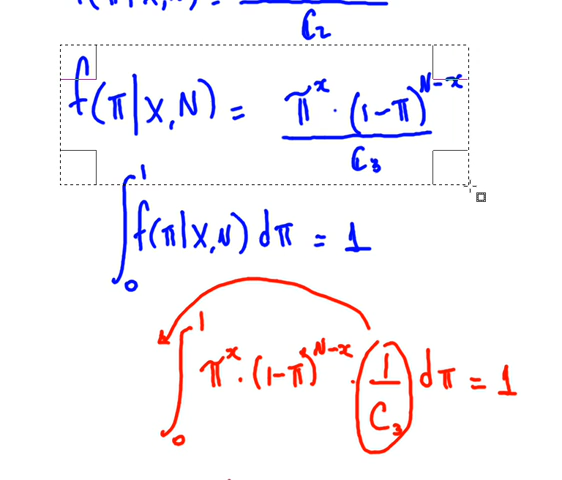 C₂
f(π|x,N) = π^x · (1-π)^{N-x} / C₃
∫₀¹ f(π|x,N) dπ = 1
∫₀¹ π^x · (1-π)^{N-x} · 1/C₃ dπ = 1